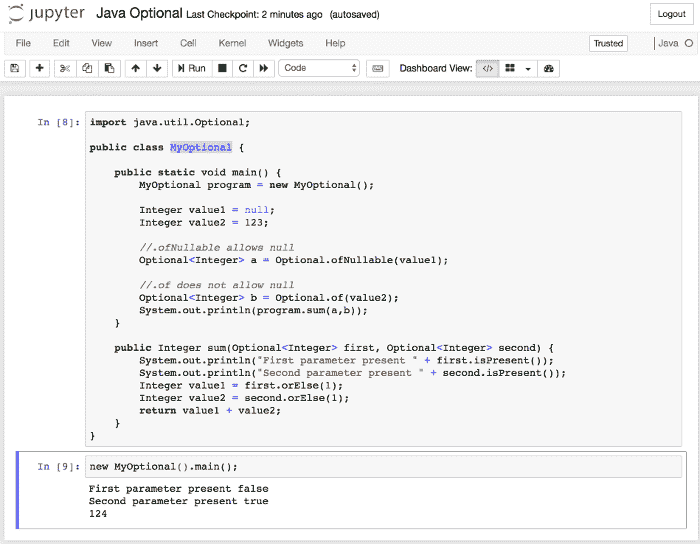 jupyter Java Optional Last Checkpoint: 2 minutes ago (autosaved) Logout
File Edit View Insert Cell Kernel Widgets Help Trusted Java
Run Code Dashboard View: </>
In [8]: import java.util.Optional;
public class MyOptional {
public static void main() {
MyOptional program = new MyOptional();
Integer value1 = null;
Integer value2 = 123;
//.ofNullable allows null
Optional<Integer> a = Optional.ofNullable(value1);
//.of does not allow null
Optional<Integer> b = Optional.of(value2);
System.out.println(program.sum(a,b));
}
public Integer sum(Optional<Integer> first, Optional<Integer> second) {
System.out.println("First parameter present " + first.isPresent());
System.out.println("Second parameter present " + second.isPresent());
Integer value1 = first.orElse(1);
Integer value2 = second.orElse(1);
return value1 + value2;
}
}
In [9]: new MyOptional().main();
First parameter present false
Second parameter present true
124